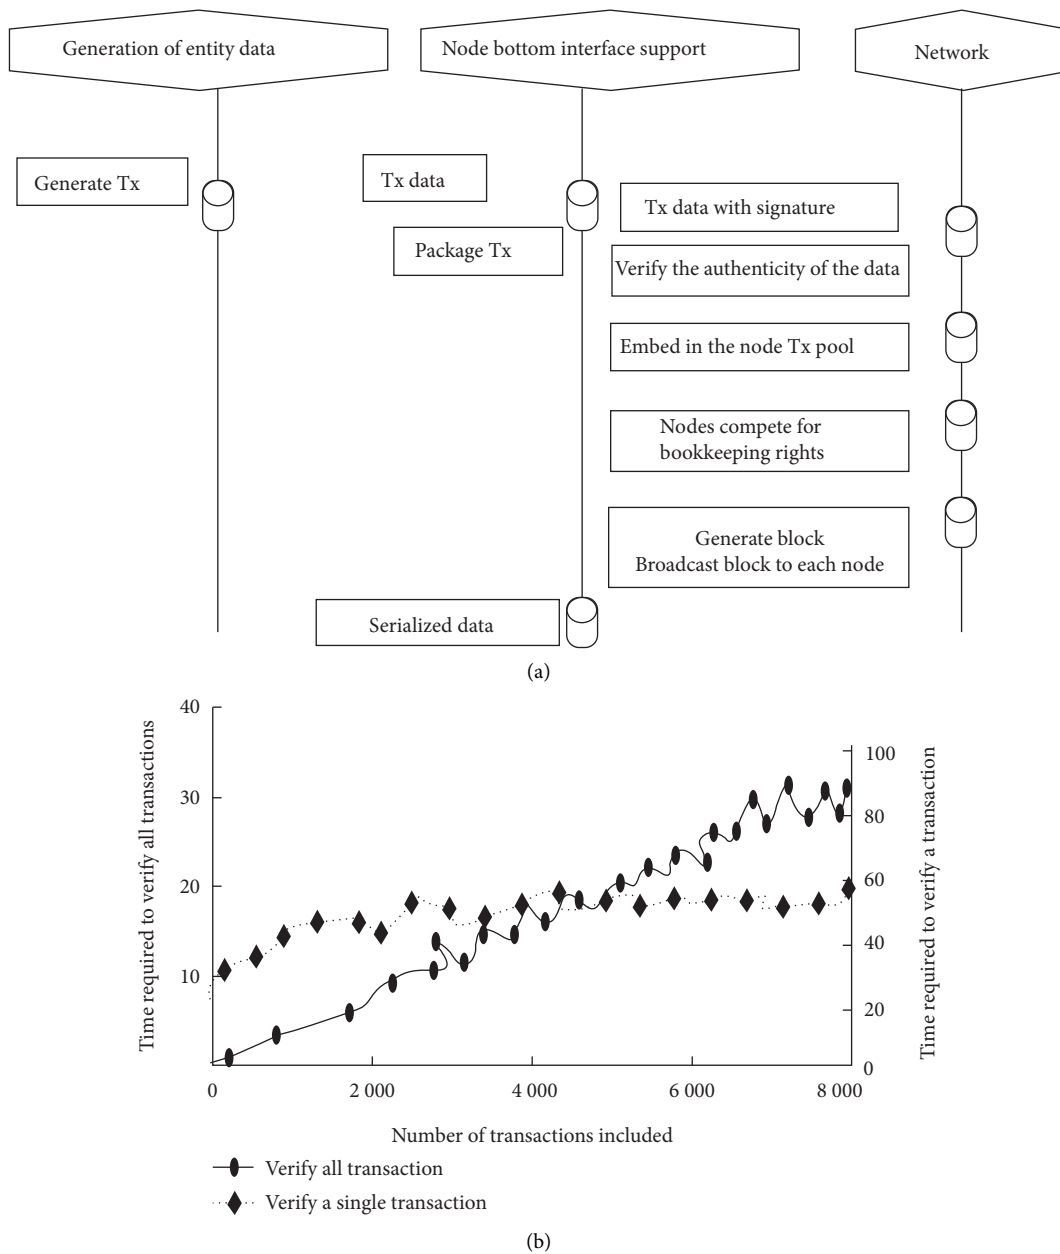 Generation of entity data
Node bottom interface support
Network
Generate Tx
Tx data
Tx data with signature
Package Tx
Verify the authenticity of the data
Embed in the node Tx pool
Nodes compete for
bookkeeping rights
Generate block
Broadcast block to each node
Serialized data
(a)
Time required to verify all transactions
40
30
20
10
100
80
60
40
20
0
Time required to verify a transaction
0
2 000
4 000
6 000
8 000
Number of transactions included
Verify all transaction
Verify a single transaction
(b)